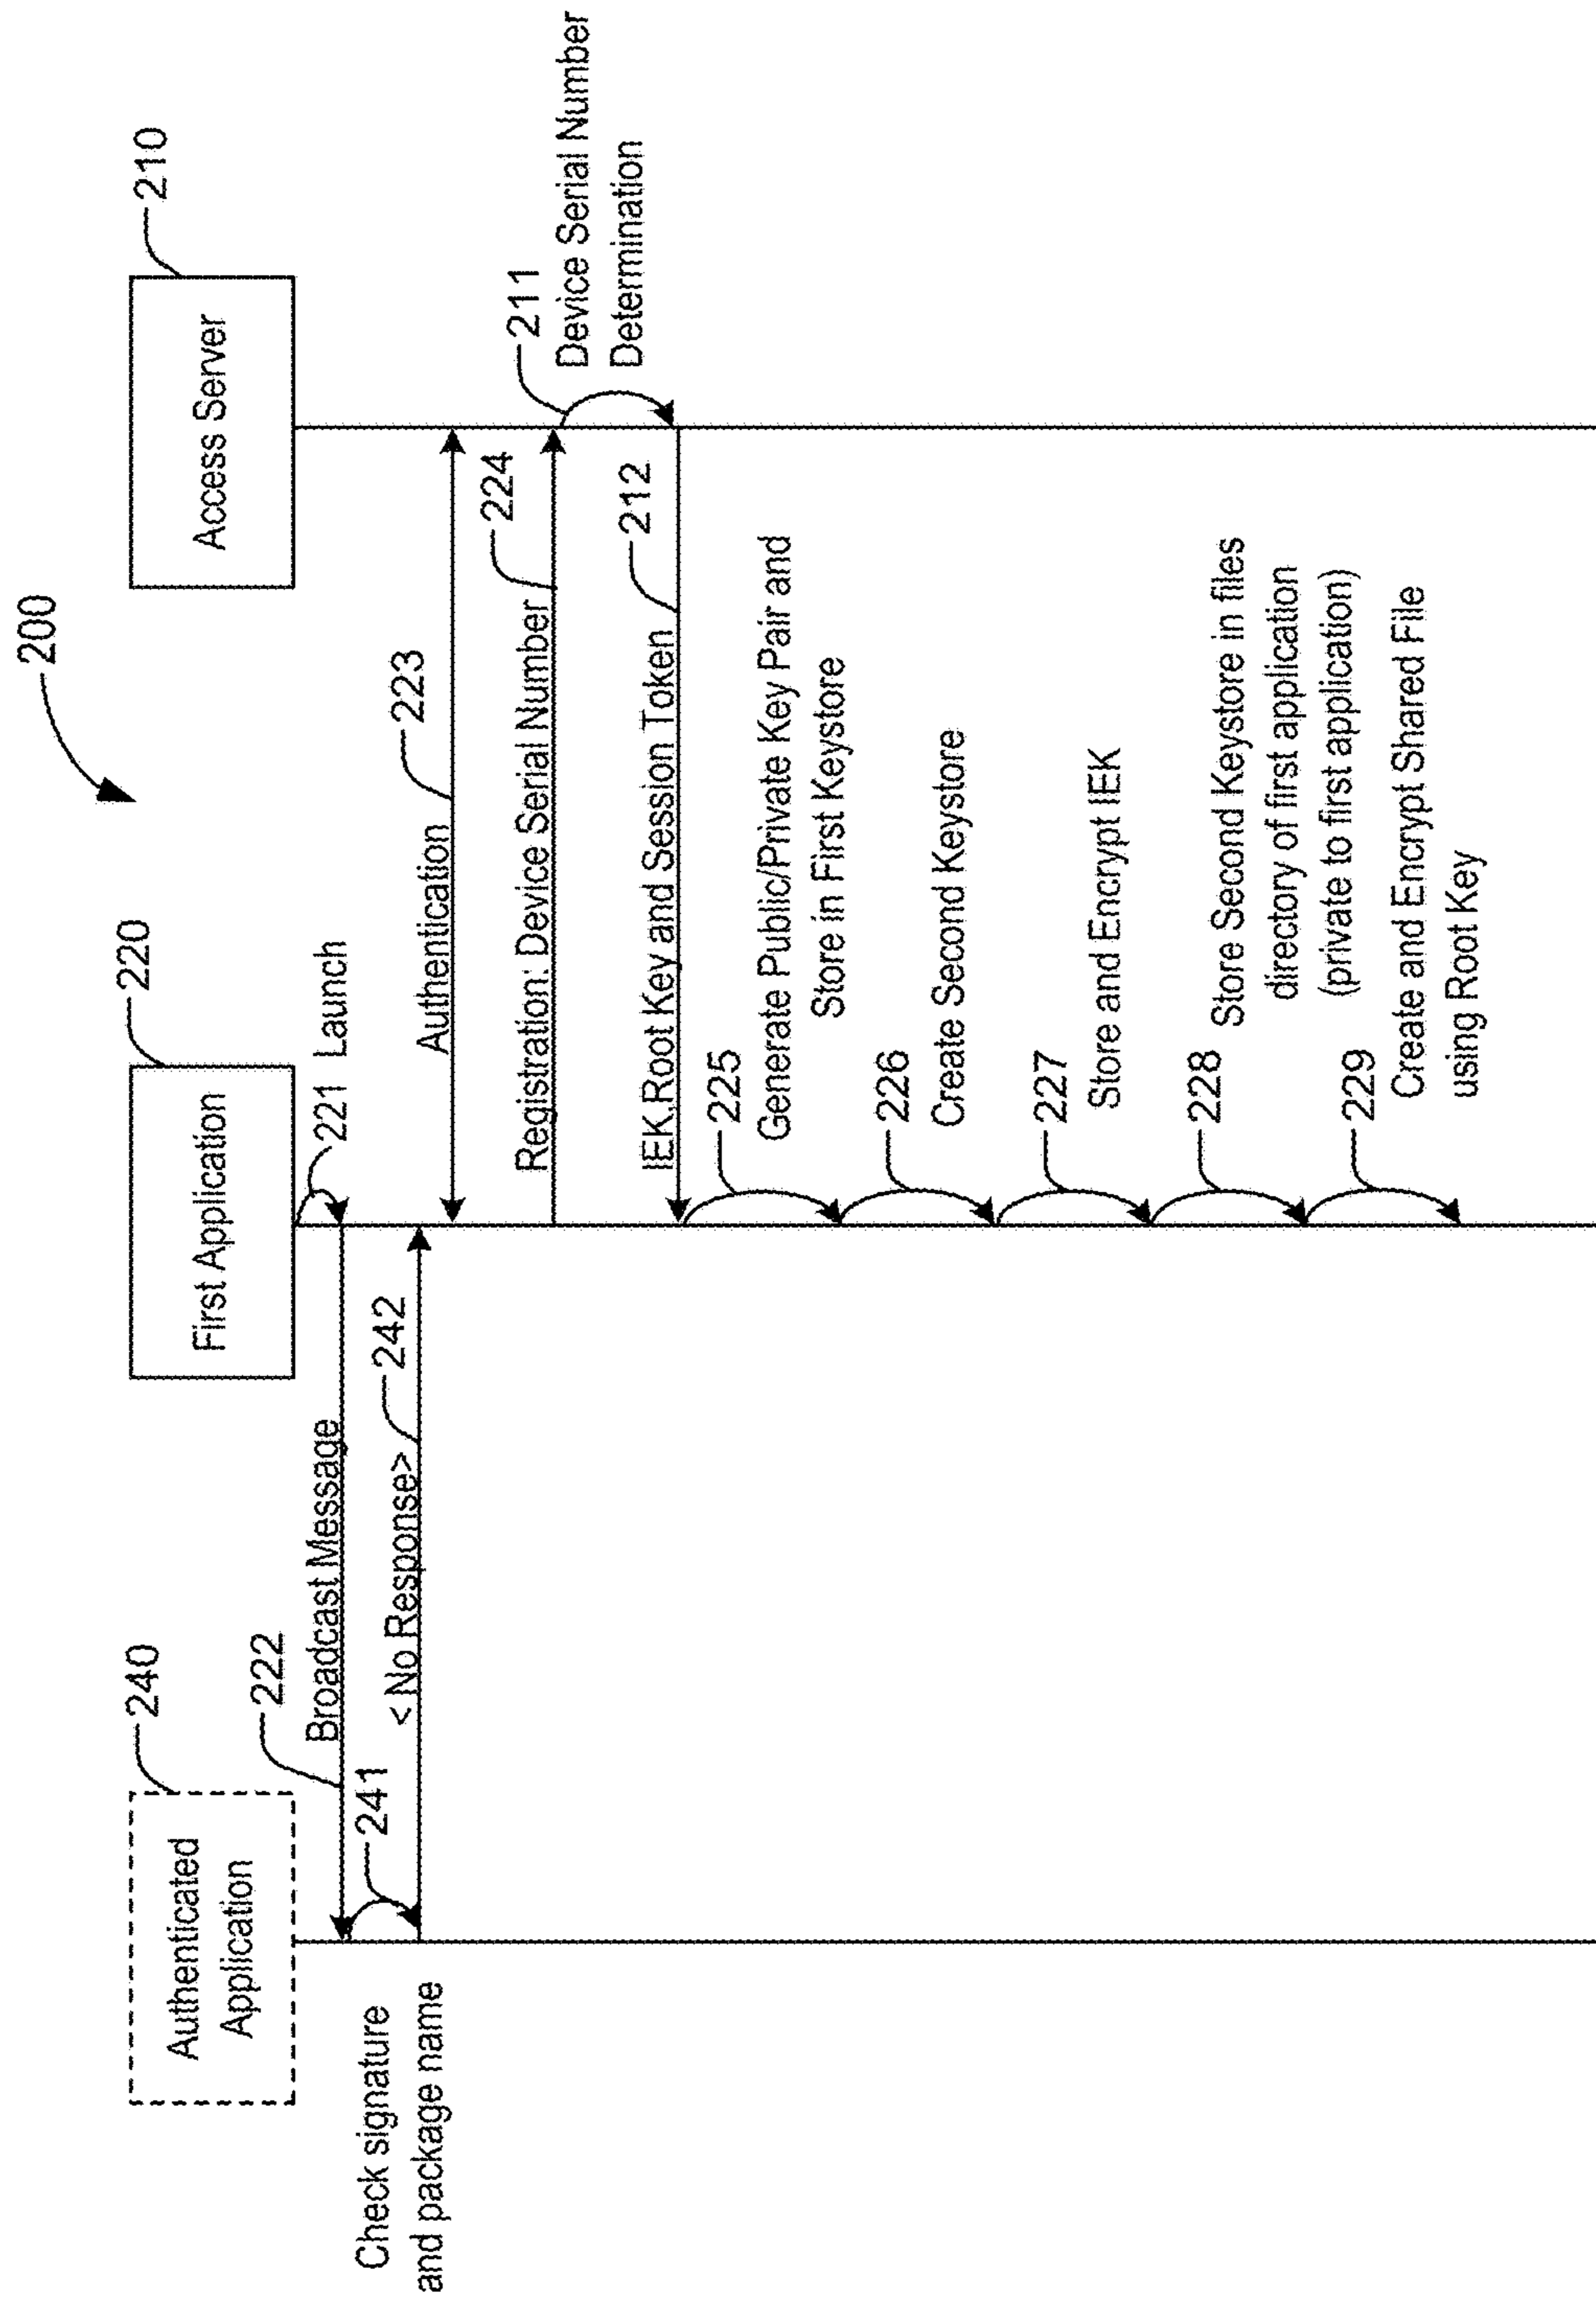 200
240
220
210
Authenticated
Application
First Application
Access Server
221 Launch
222
Broadcast Message
Check signature
and package name
241
< No Response>
242
223
Authentication
224
Registration: Device Serial Number
211
Device Serial Number
Determination
212
IEK,Root Key and Session Token
225
Generate Public/Private Key Pair and
Store in First Keystore
226
Create Second Keystore
227
Store and Encrypt IEK
228
Store Second Keystore in files
directory of first application
(private to first application)
229
Create and Encrypt Shared File
using Root Key